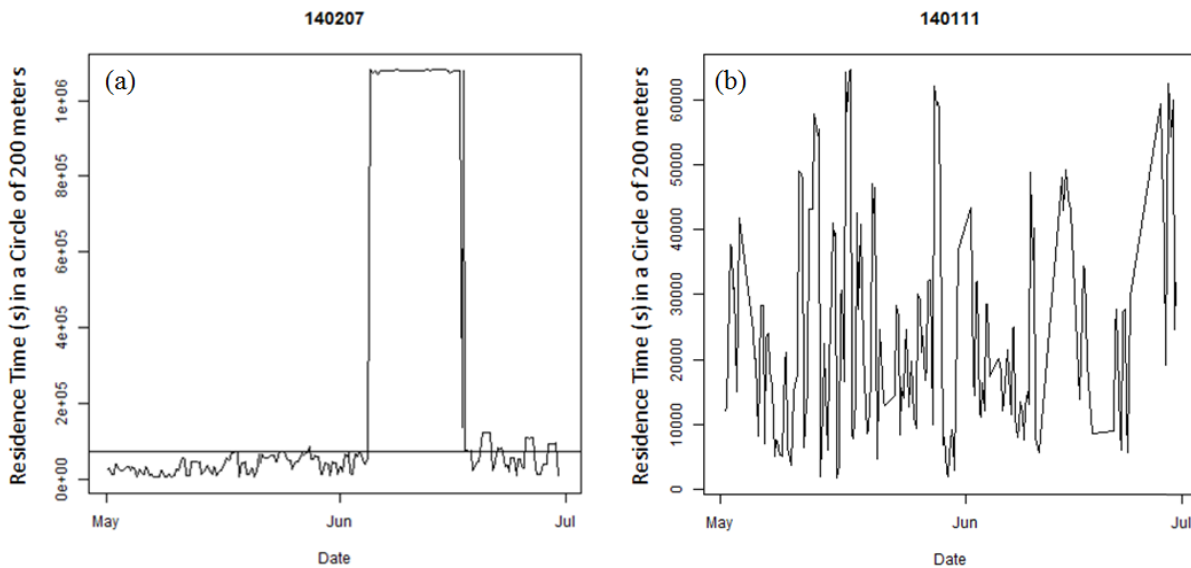 140207
(a)
Residence Time (s) in a Circle of 200 meters
1e+06
8e+05
6e+05
4e+05
2e+05
0e+00
May
Jun
Jul
Date
140111
(b)
Residence Time (s) in a Circle of 200 meters
60000
50000
40000
30000
20000
10000
0
May
Jun
Jul
Date